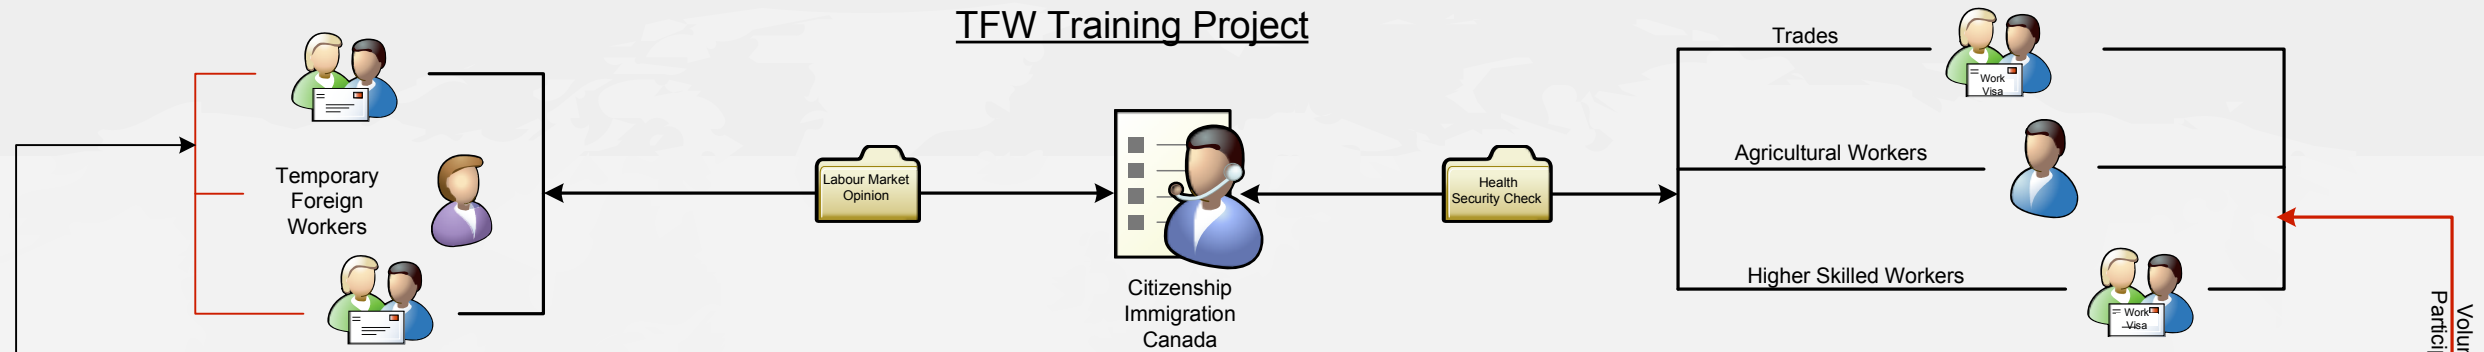 TFW Training Project
Temporary
Foreign
Workers
Labour Market
Opinion
Citizenship
Immigration
Canada
Health
Security Check
Trades
Work
Visa
Agricultural Workers
Higher Skilled Workers
Work
Visa